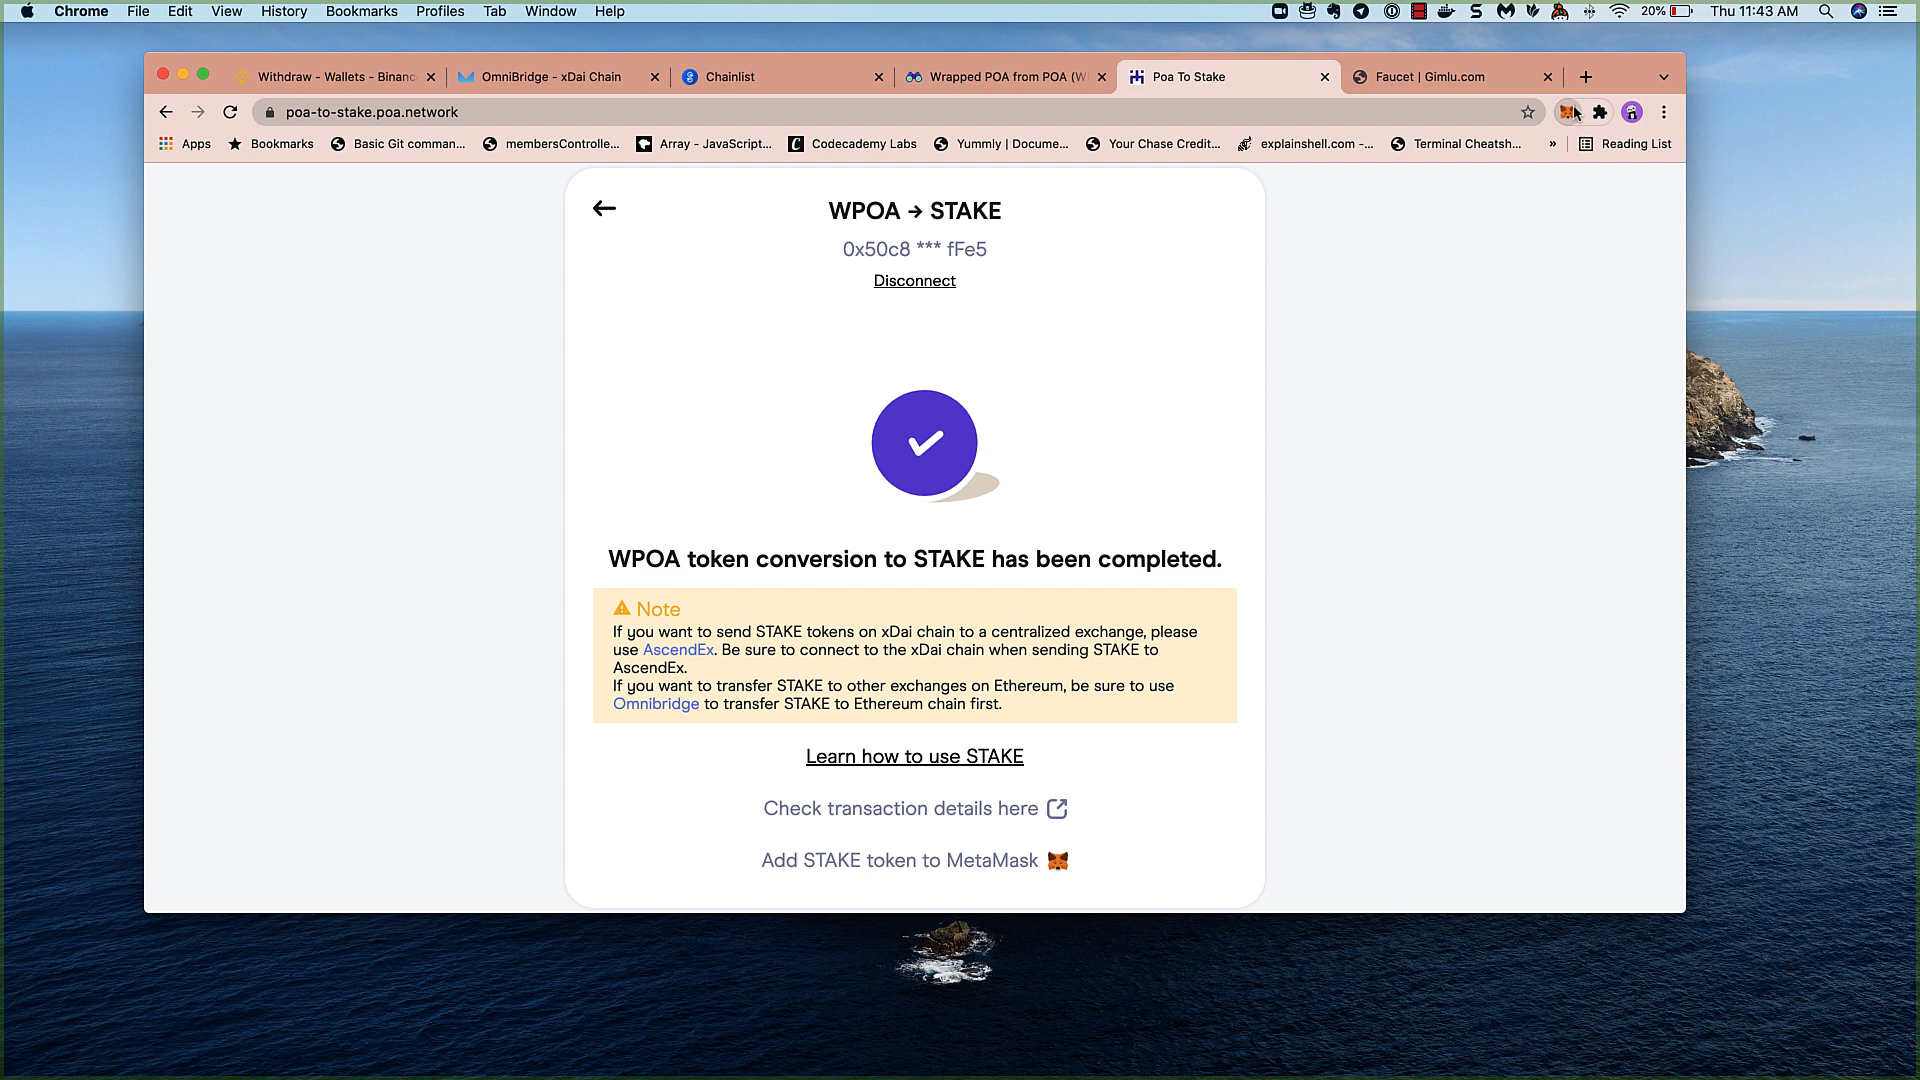 Chrome File Edit View History Bookmarks Profiles Tab Window Help 20% Thu 11:43 AM
Withdraw - Wallets - Binanc OmniBridge - xDai Chain Chainlist Wrapped POA from POA (W Poa To Stake Faucet | Gimlu.com
poa-to-stake.poa.network
Apps Bookmarks Basic Git comman... membersControlle... Array - JavaScript... Codecademy Labs Yummly | Docume... Your Chase Credit... explainshell.com -... Terminal Cheatsh... » Reading List
WPOA → STAKE
0x50c8 *** fFe5
Disconnect
WPOA token conversion to STAKE has been completed.
Note
If you want to send STAKE tokens on xDai chain to a centralized exchange, please
use AscendEx. Be sure to connect to the xDai chain when sending STAKE to
AscendEx.
If you want to transfer STAKE to other exchanges on Ethereum, be sure to use
Omnibridge to transfer STAKE to Ethereum chain first.
Learn how to use STAKE
Check transaction details here
Add STAKE token to MetaMask